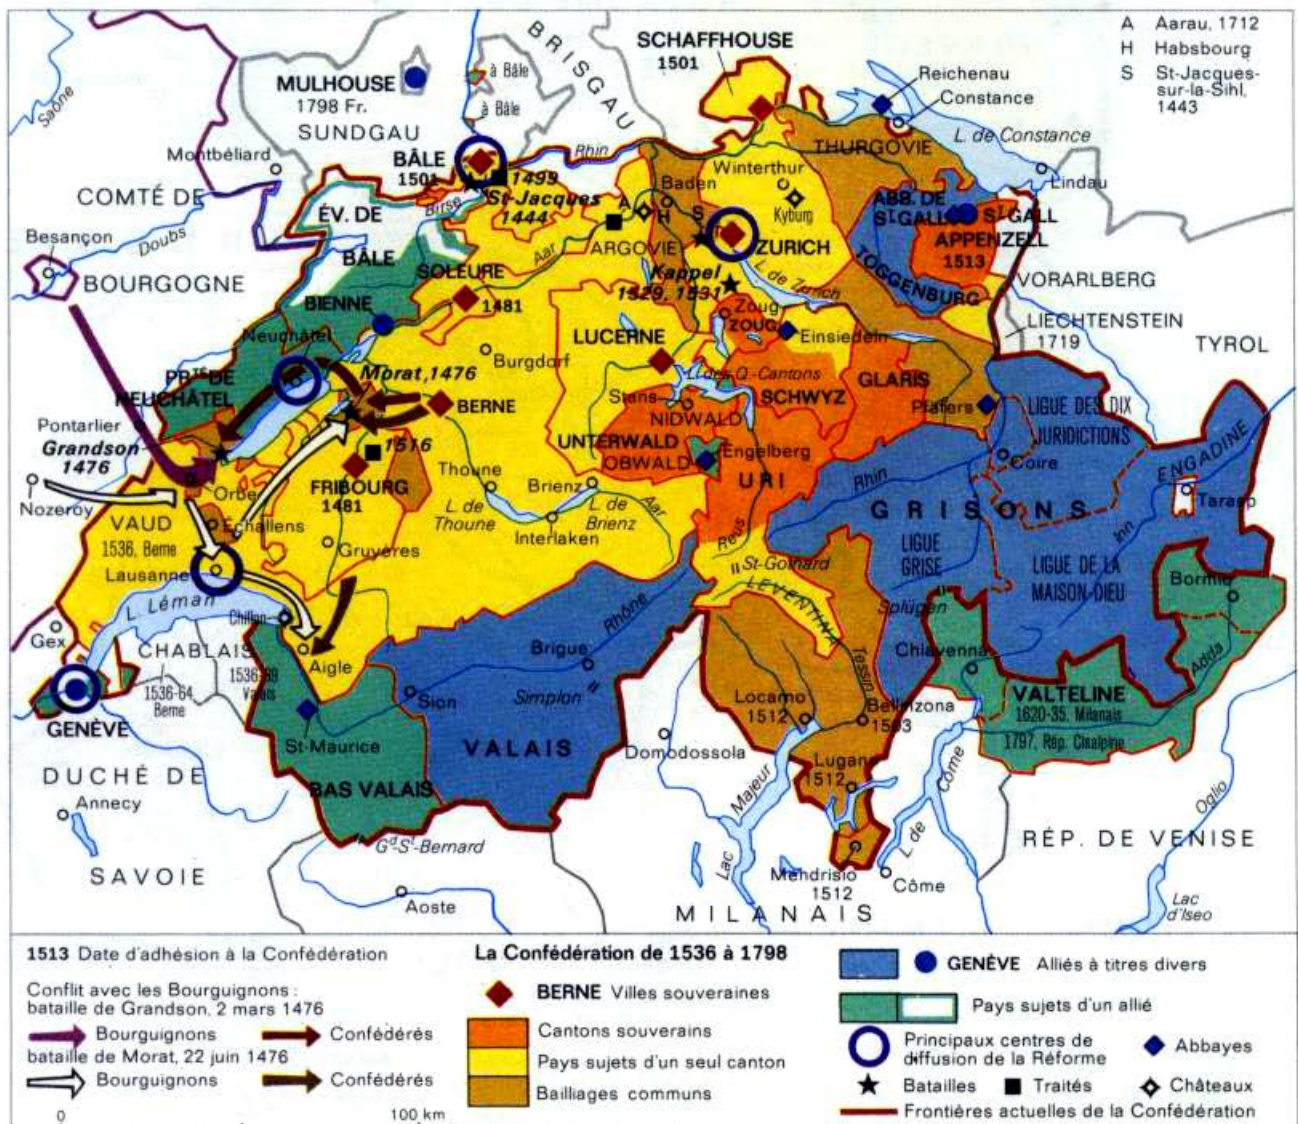 A Aarau, 1712
H Habsbourg
S St-Jacques-
sur-la-Sihl,
1443
BRISGAU
SCHAFFHOUSE
1501
MULHOUSE
1798 Fr.
SUNDGAU
à Bâle
à Bâle
Reichenau
Constance
L. de Constance
Lindau
Saône
Montbéliard
COMTÉ DE
BOURGOGNE
Besançon
Doubs
BÂLE
1501
Rhin
1499
St-Jacques
1444
Birse
ÉV. DE
BÂLE
THURGOVIE
Winterthur
Baden
Kyburg
A
H
S
ARGOVIE
ZURICH
ABB. DE
ST GALL
ST GALL
APPENZELL
1513
TOGGENBURG
VORARLBERG
LIECHTENSTEIN
1719
TYROL
Aar
SOLEURE
1481
BIENNE
Neuchâtel
Kappel
1529, 1531
L. de Zurich
Zoug
ZOUG
Einsiedeln
LUCERNE
Burgdorf
L. des Q.-Cantons
SCHWYZ
GLARIS
Stans
NIDWALD
UNTERWALD
OBWALD
Engelberg
URI
PRTÉ DE
NEUCHÂTEL
Morat, 1476
BERNE
Pontarlier
Grandson
1476
1516
FRIBOURG
1481
Nozeroy
Orbe
Échallens
VAUD
1536, Berne
Lausanne
L. Léman
Gruyères
Thoune
L. de
Thoune
Brienz
L. de
Brienz
Interlaken
Aar
Reuss
St-Gothard
LEVENTINA
Pfäfers
LIGUE DES DIX
JURIDICTIONS
Coire
Rhin
GRISONS
ENGADINE
Tarasp
Inn
LIGUE
GRISE
LIGUE DE LA
MAISON-DIEU
Splügen
Bormio
Chiavenna
Adda
VALTELINE
1620-35, Milanais
1797, Rép. Cisalpine
Gex
GENÈVE
CHABLAIS
1536-64
Berne
1536-69
Valais
Chillon
Aigle
St-Maurice
BAS VALAIS
Sion
VALAIS
Brigue
Rhône
Simplon
Domodossola
Locarno
1512
Tessin
Bellinzona
1503
Lugano
1512
Mendrisio
1512
Lac
Majeur
L. de
Côme
Côme
MILANAIS
RÉP. DE VENISE
Oglio
Lac
d'Iseo
DUCHÉ DE
SAVOIE
Annecy
Gd St-Bernard
Aoste
1513 Date d'adhésion à la Confédération
Conflit avec les Bourguignons :
bataille de Grandson, 2 mars 1476
Bourguignons Confédérés
bataille de Morat, 22 juin 1476
Bourguignons Confédérés
0 100 km
La Confédération de 1536 à 1798
BERNE Villes souveraines
Cantons souverains
Pays sujets d'un seul canton
Bailliages communs
GENÈVE Alliés à titres divers
Pays sujets d'un allié
Principaux centres de
diffusion de la Réforme
Abbayes
Batailles Traités Châteaux
Frontières actuelles de la Confédération